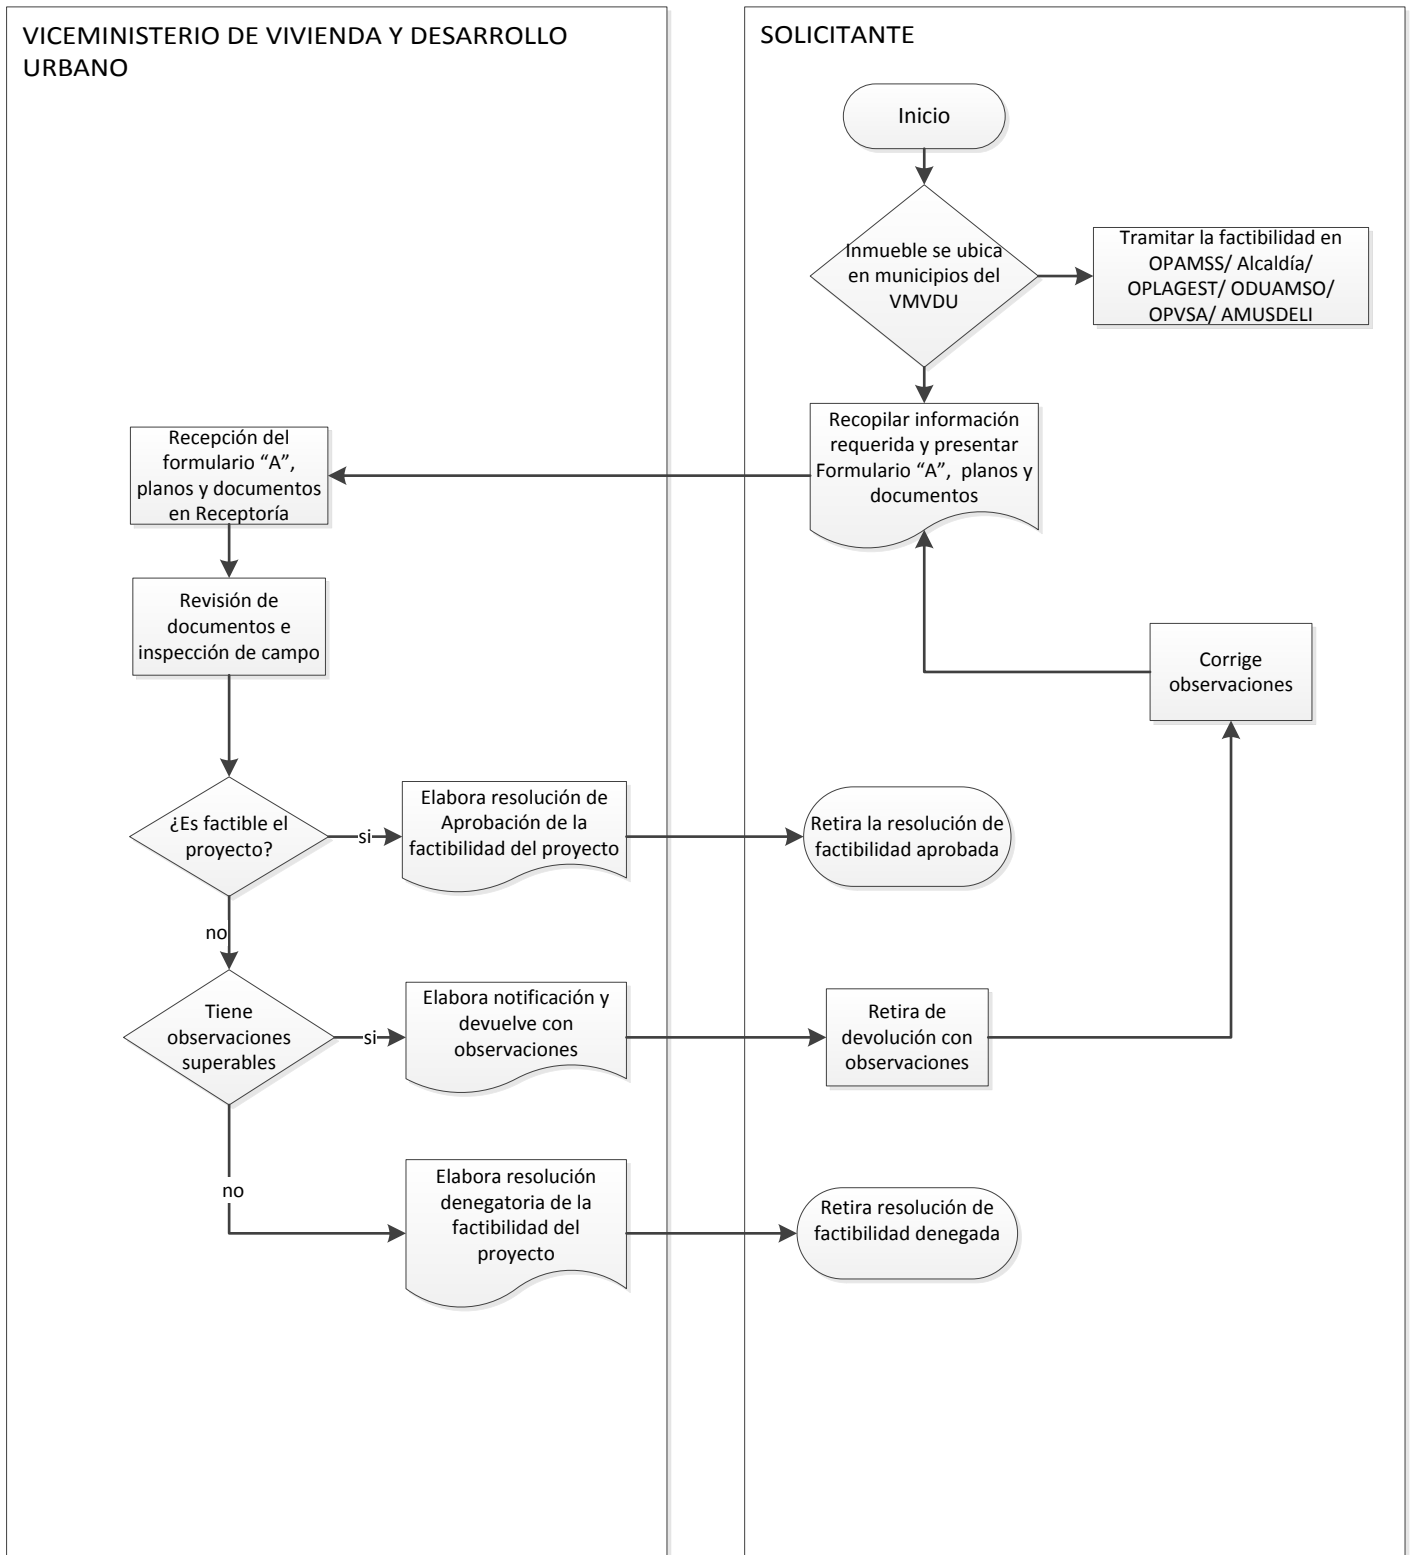 VICEMINISTERIO DE VIVIENDA Y DESARROLLO
URBANO
SOLICITANTE
Inicio
Inmueble se ubica
en municipios del
VMVDU
Tramitar la factibilidad en
OPAMSS/ Alcaldía/
OPLAGEST/ ODUAMSO/
OPVSA/ AMUSDELI
Recopilar información
requerida y presentar
Formulario “A”, planos y
documentos
Recepción del
formulario “A”,
planos y documentos
en Receptoría
Revisión de
documentos e
inspección de campo
Corrige
observaciones
¿Es factible el
proyecto?
si
Elabora resolución de
Aprobación de la
factibilidad del proyecto
Retira la resolución de
factibilidad aprobada
no
Tiene
observaciones
superables
si
Elabora notificación y
devuelve con
observaciones
Retira de
devolución con
observaciones
no
Elabora resolución
denegatoria de la
factibilidad del
proyecto
Retira resolución de
factibilidad denegada